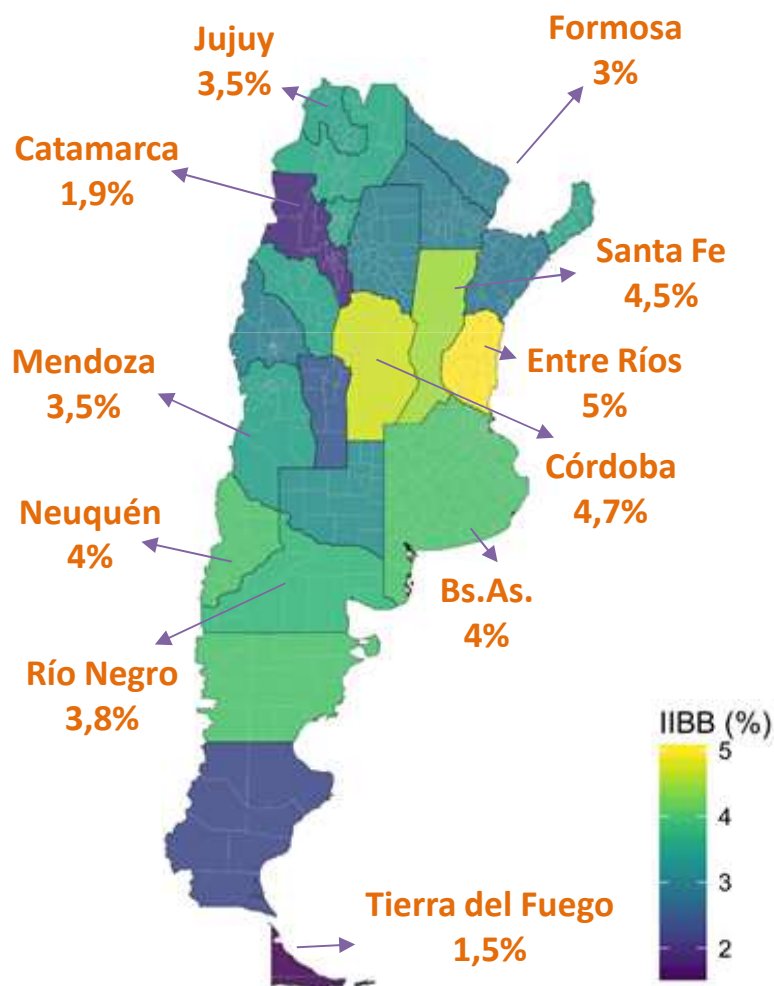 Jujuy
3,5%
Formosa
3%
Catamarca
1,9%
Santa Fe
4,5%
Mendoza
3,5%
Entre Ríos
5%
Córdoba
4,7%
Neuquén
4%
Bs.As.
4%
Río Negro
3,8%
IIBB (%)
5
4
3
2
Tierra del Fuego
1,5%